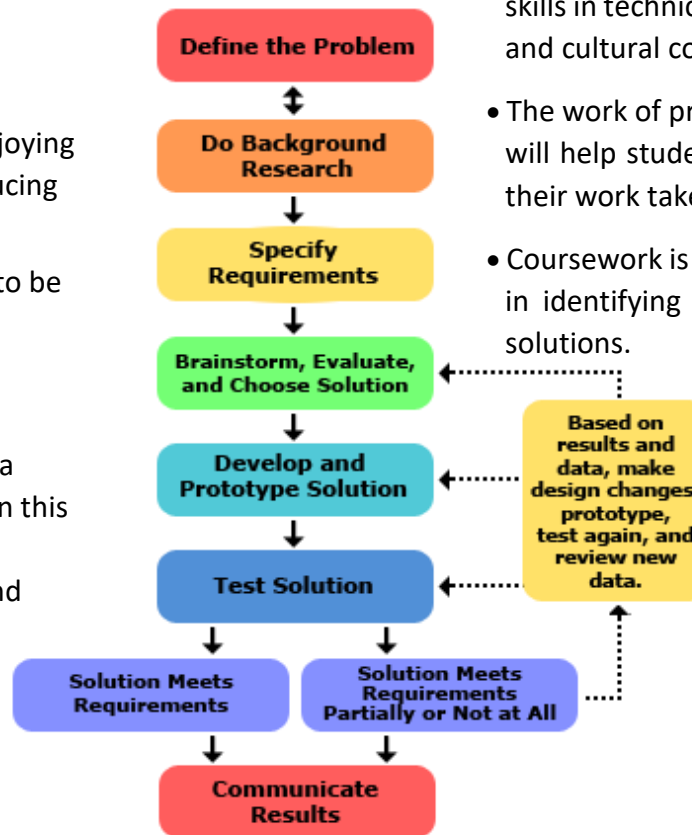 skills in technic
and cultural co
• The work of pr
will help stude
their work take
• Coursework is
in identifying
solutions.
joying
ucing
to be
a
n this
nd
Define the Problem
Do Background
Research
Specify
Requirements
Brainstorm, Evaluate,
and Choose Solution
Develop and
Prototype Solution
Test Solution
Based on
results and
data, make
design changes,
prototype,
test again, and
review new
data.
Solution Meets
Requirements
Solution Meets
Requirements
Partially or Not at All
Communicate
Results